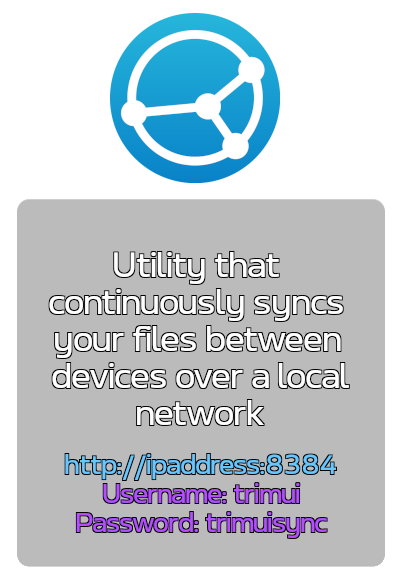 Utility that
continuously syncs
your files between
devices over a local
network
http://ipaddress:8384
Username: trimui
Password: trimuisync